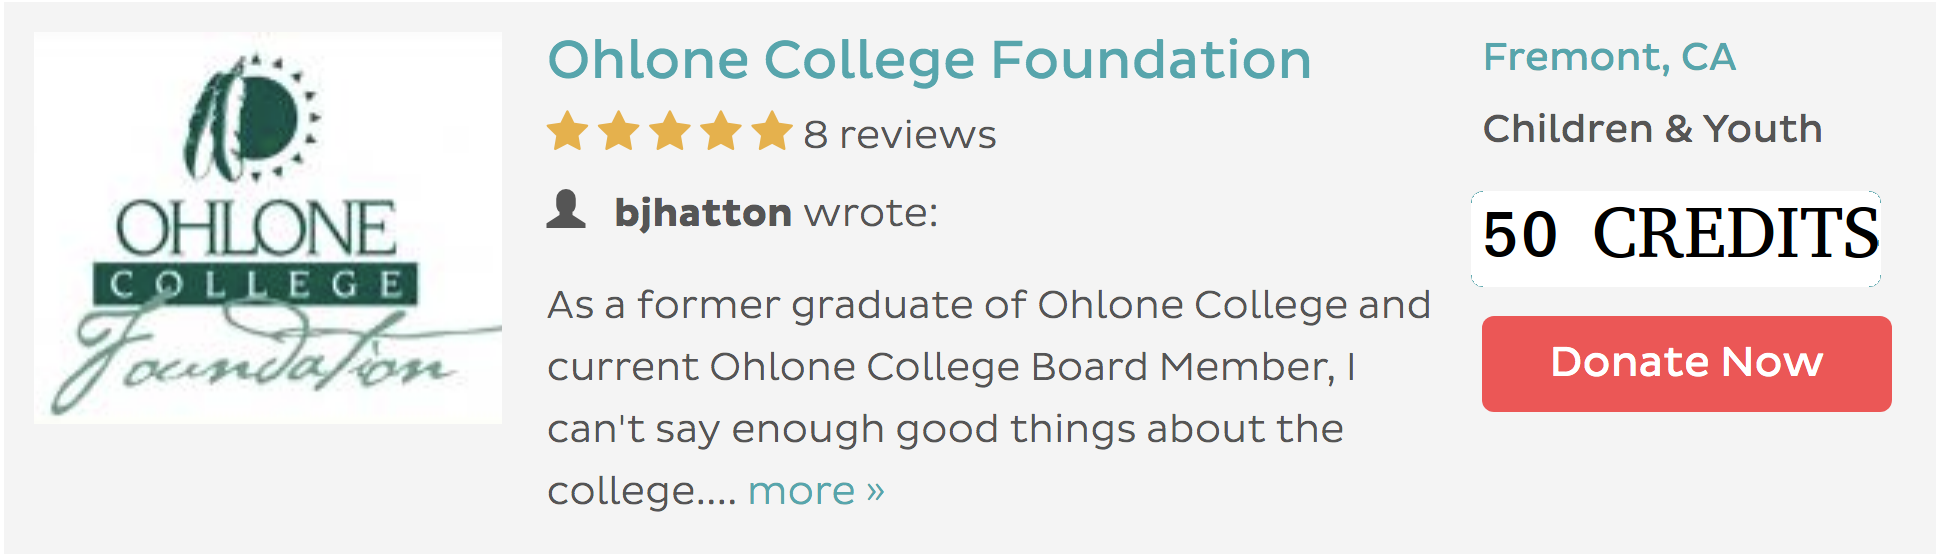 OHLONE
COLLEGE
Foundation
Ohlone College Foundation
8 reviews
bjhatton wrote:
As a former graduate of Ohlone College and
current Ohlone College Board Member, I
can't say enough good things about the
college.... more »
Fremont, CA
Children & Youth
50 CREDITS
Donate Now